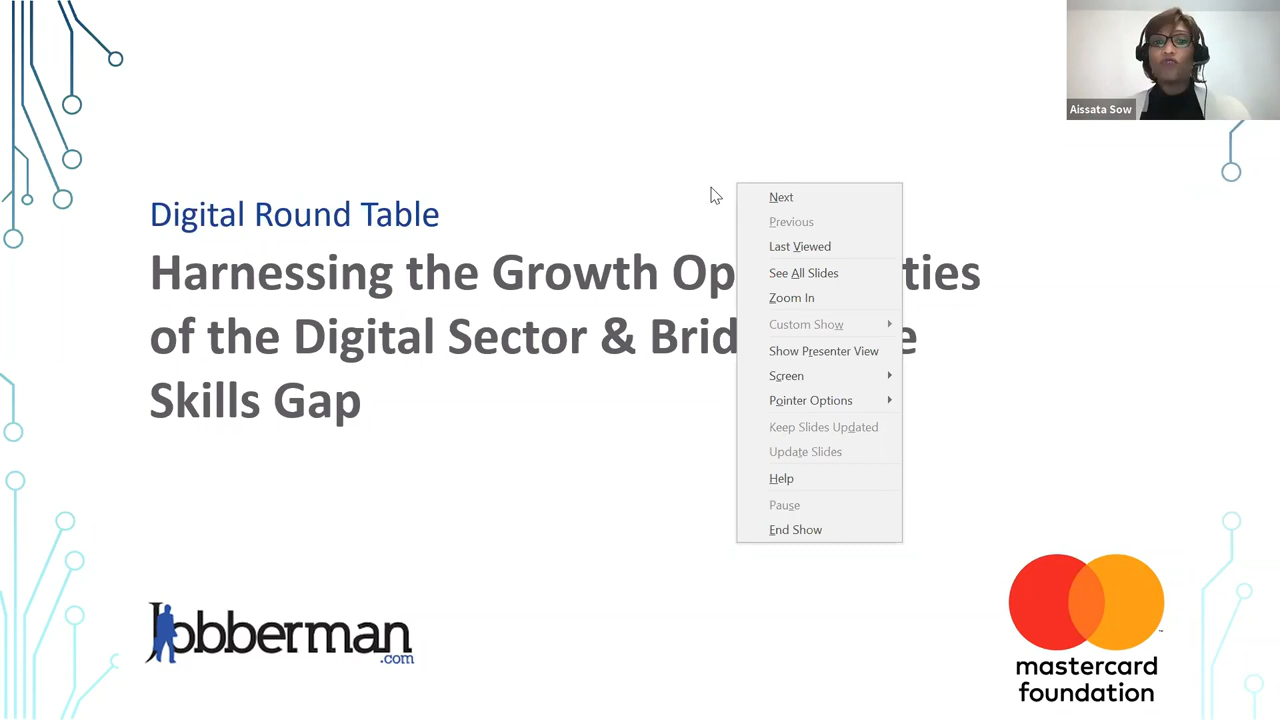 Aissata Sow
Digital Round Table
Harnessing the Growth Op
ties
of the Digital Sector & Brid
e
Skills Gap
Next
Previous
Last Viewed
See All Slides
Zoom In
Custom Show
Show Presenter View
Screen
Pointer Options
Keep Slides Updated
Update Slides
Help
Pause
End Show
Jobberman
.com
mastercard
foundation